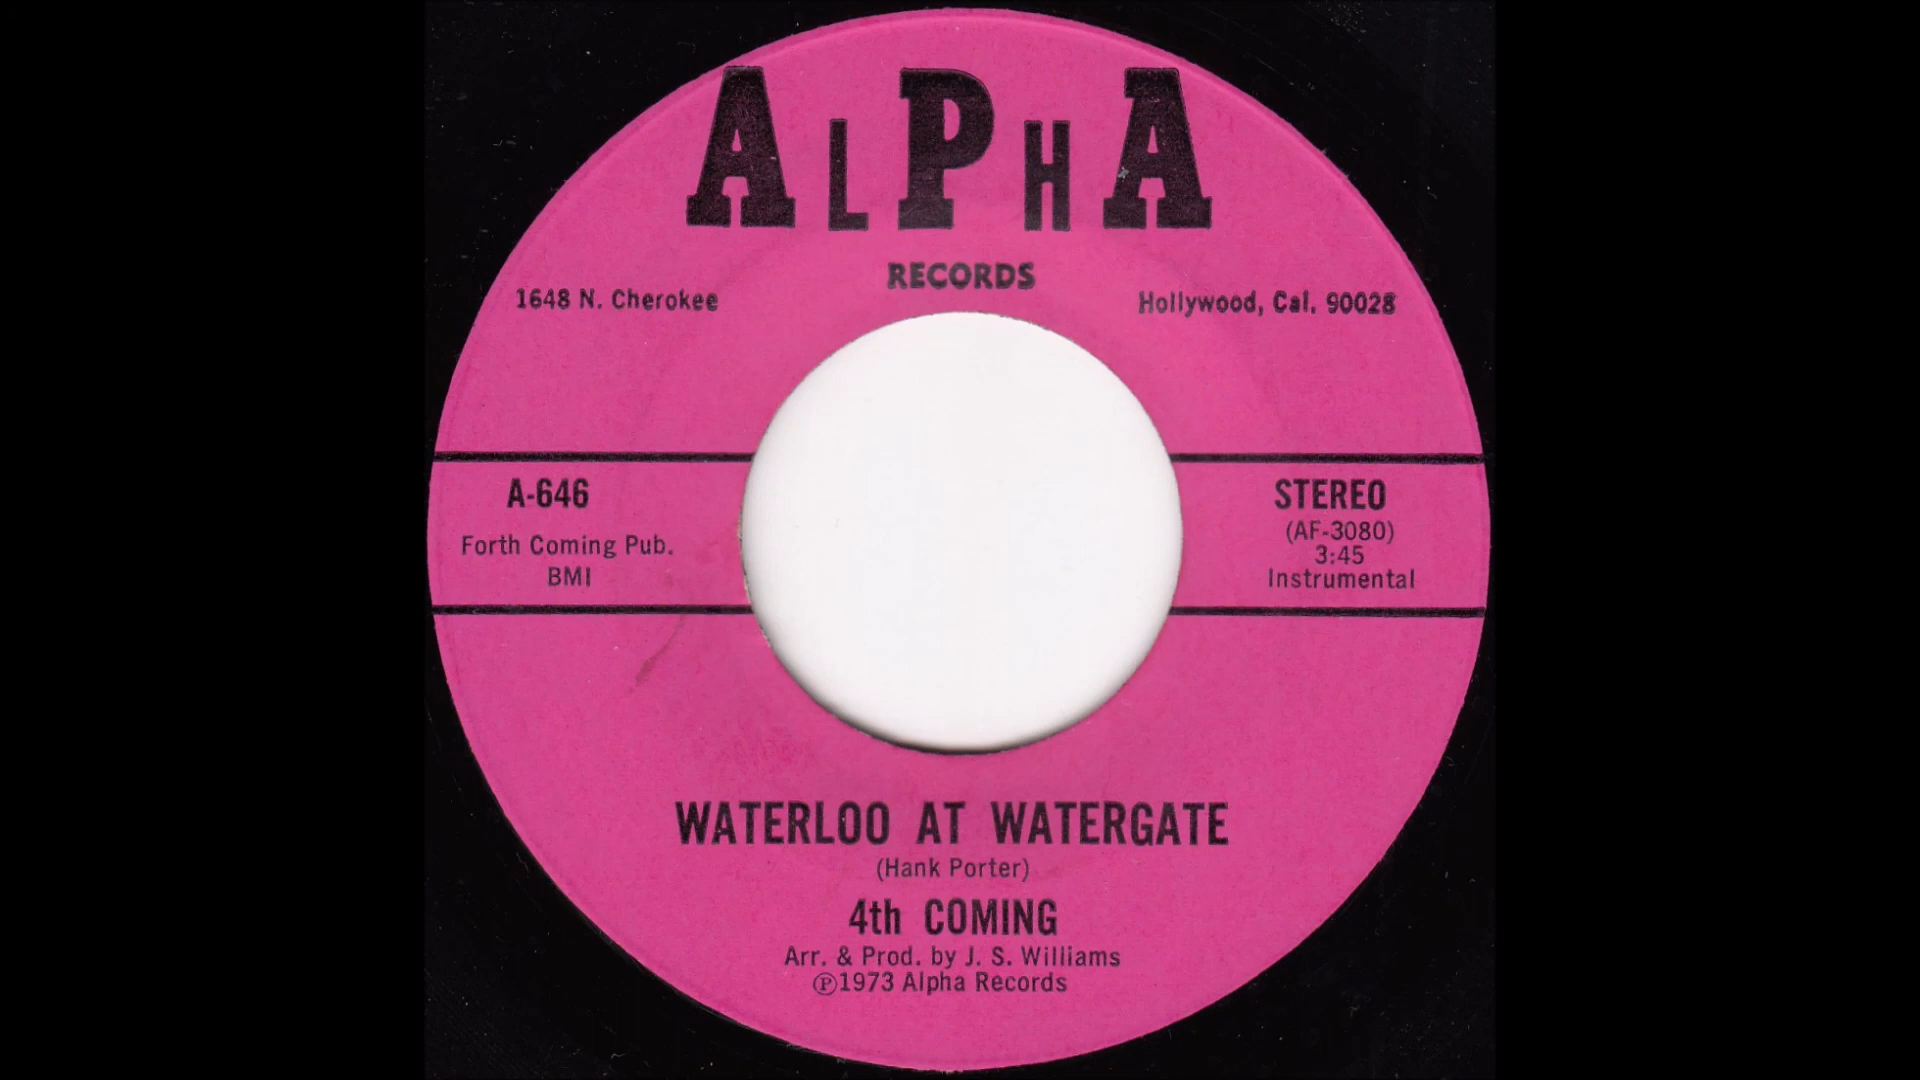 ALPHA
RECORDS
1648 N. Cherokee
Hollywood, Cal. 90028
A-646
Forth Coming Pub.
BMI
STEREO
(AF-3080)
3:45
Instrumental
WATERLOO AT WATERGATE
(Hank Porter)
4th COMING
Arr. & Prod. by J. S. Williams
℗1973 Alpha Records